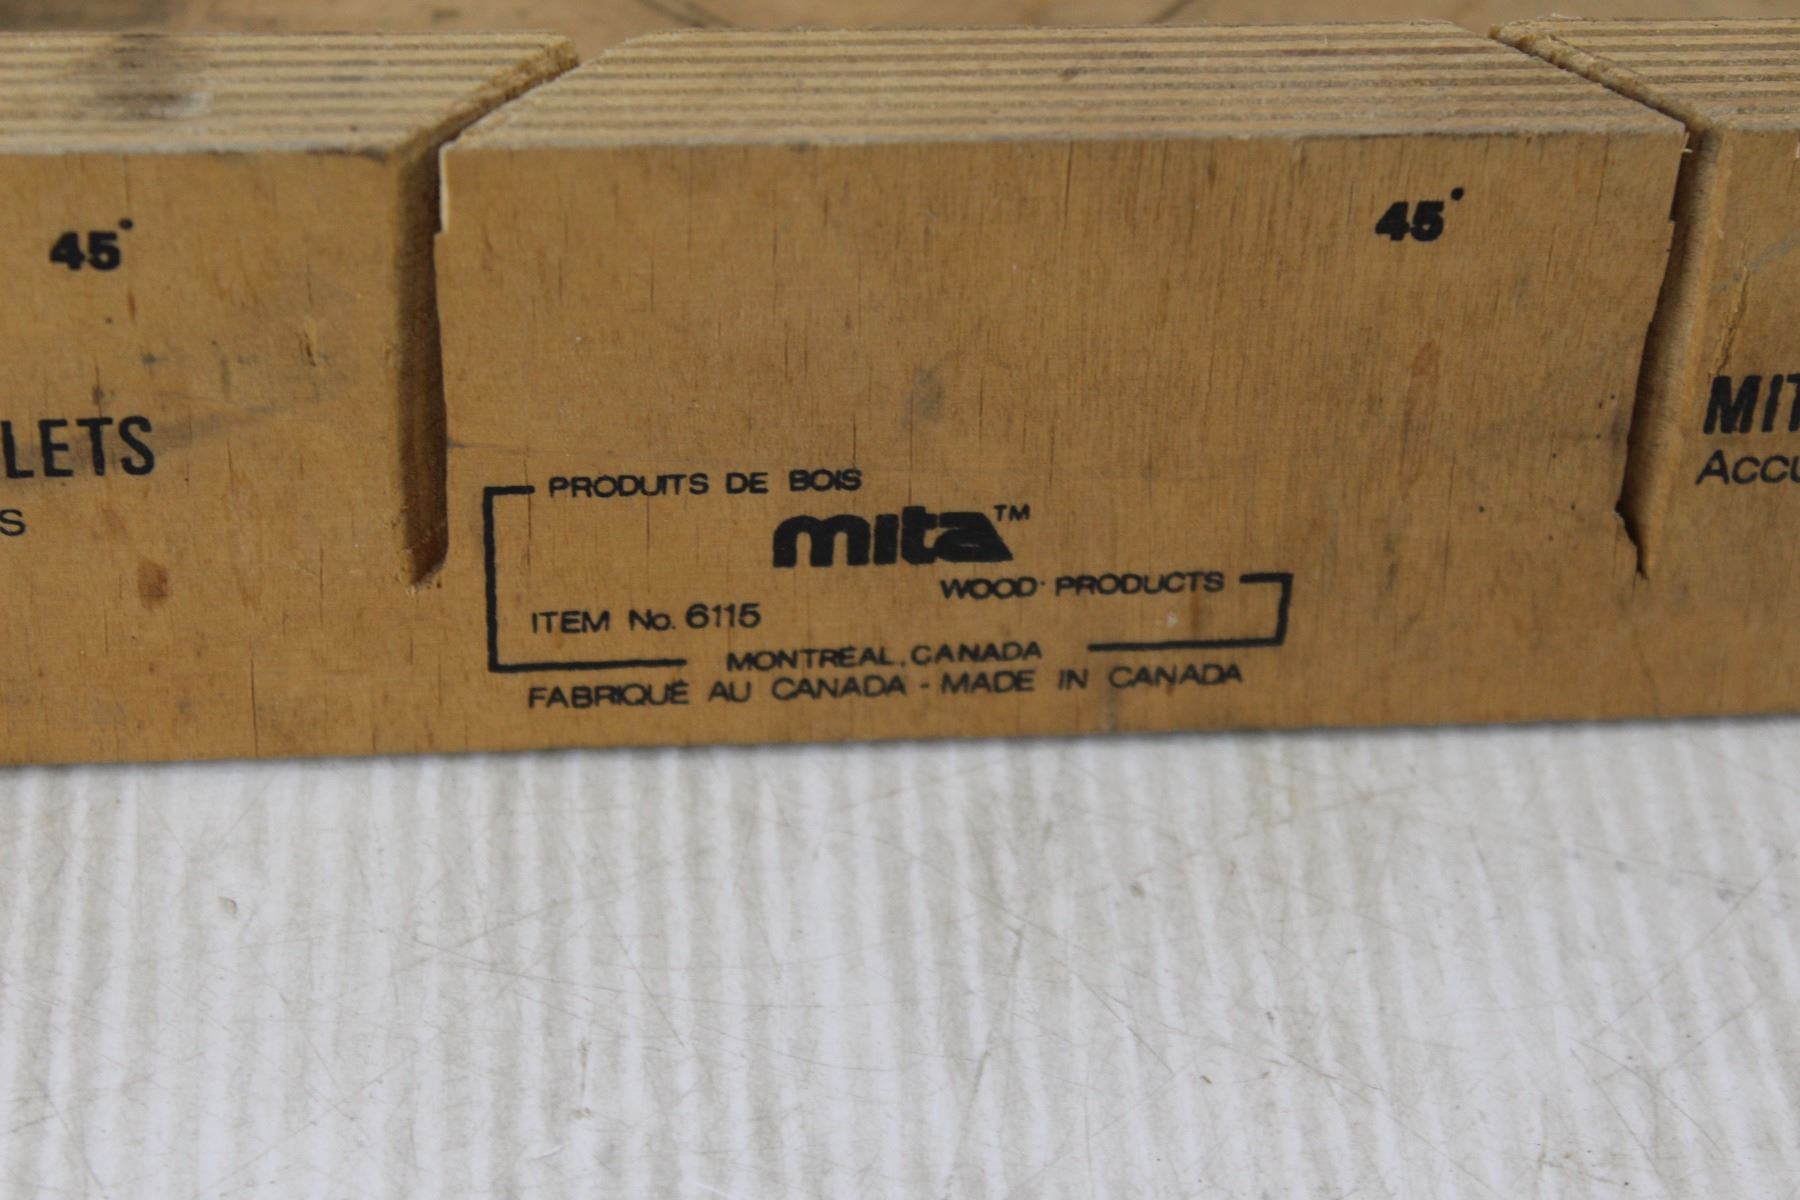 45°
45°
LETS
S
MIT
ACCU
PRODUITS DE BOIS
mita™
WOOD PRODUCTS
ITEM No. 6115
MONTRÉAL, CANADA
FABRIQUÉ AU CANADA - MADE IN CANADA